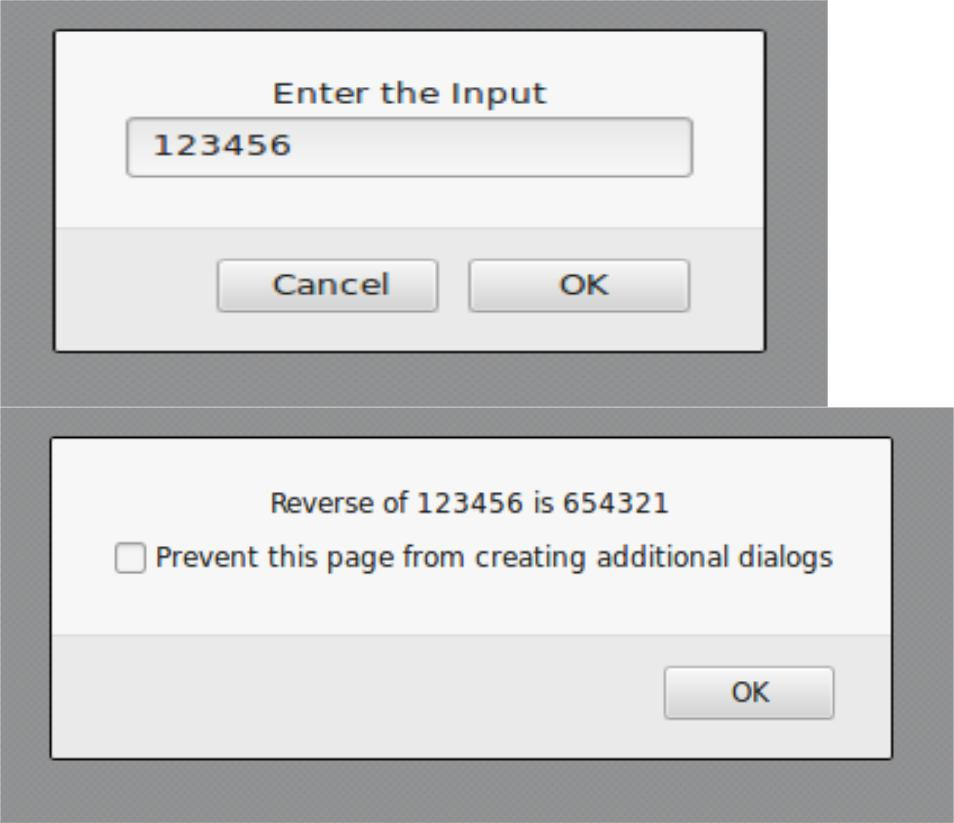 Enter the Input
123456
Cancel OK
Reverse of 123456 is 654321
Prevent this page from creating additional dialogs
OK